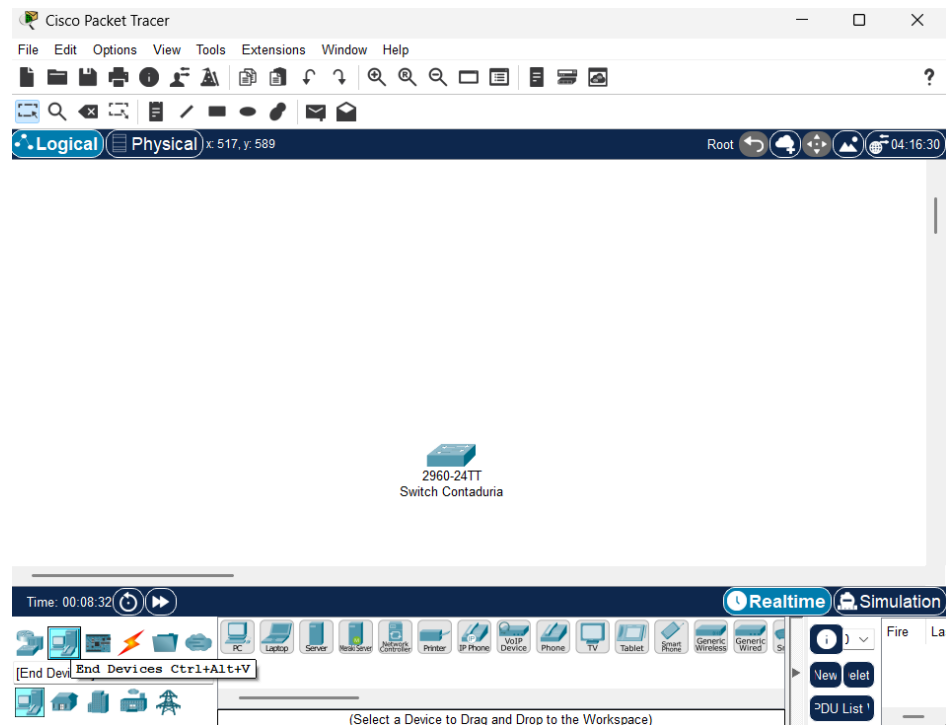 Cisco Packet Tracer
File Edit Options View Tools Extensions Window Help
?
Logical Physical x: 517, y: 589 Root 04:16:30
2960-24TT
Switch Contaduria
Time: 00:08:32 Realtime Simulation
PC Laptop Server Meraki Server Network Controller Printer IP Phone VoIP Device Phone TV Tablet Smart Phone Generic Wireless Generic Wired
Fire La
[End Devi
End Devices Ctrl+Alt+V
New elet
PDU List
(Select a Device to Drag and Drop to the Workspace)